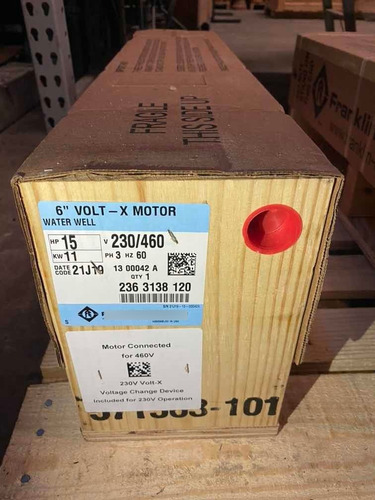 FRAGILE
THIS SIDE UP
Franklin
6" VOLT-X MOTOR
WATER WELL
HP 15 V 230/460
KW 11 PH 3 HZ 60
DATE CODE 21J19 13 00042 A
QTY 1
236 3138 120
Motor Connected
for 460V
230V Volt-X
Voltage Change Device
Included for 230V Operation
-101